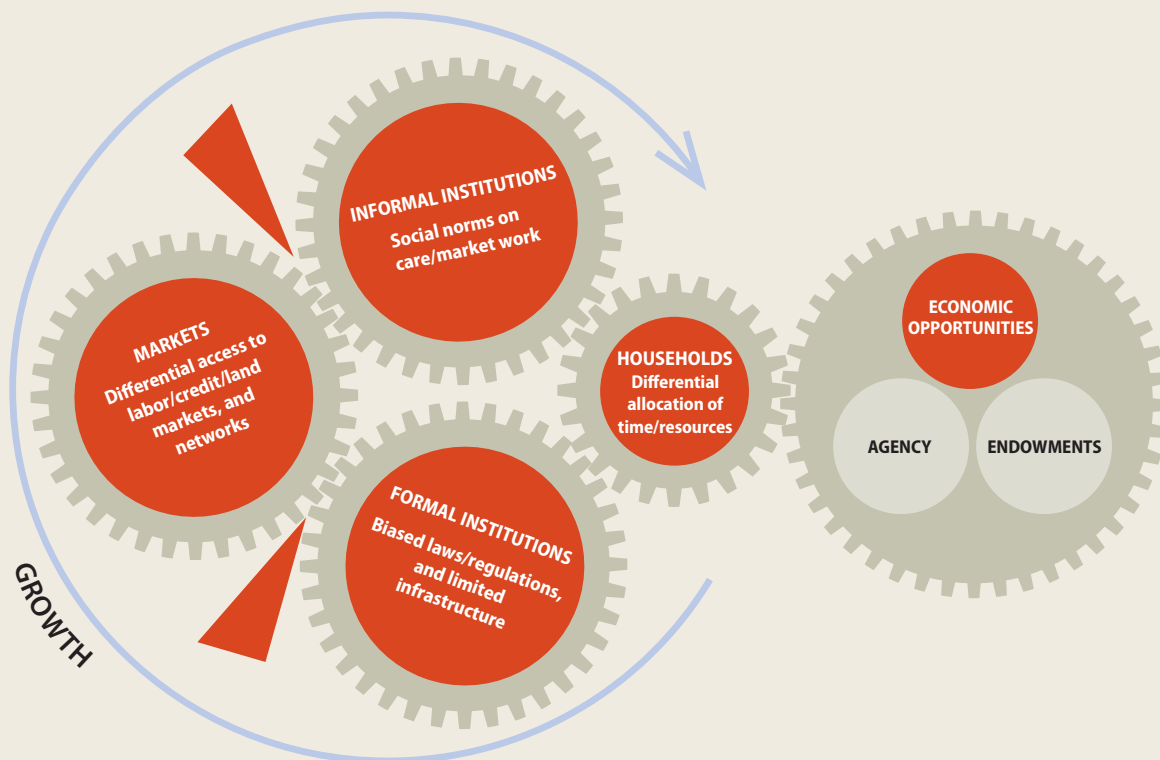 INFORMAL INSTITUTIONS
Social norms on
care/market work
MARKETS
Differential access to
labor/credit/land
markets, and
networks
HOUSEHOLDS
Differential
allocation of
time/resources
ECONOMIC
OPPORTUNITIES
AGENCY
ENDOWMENTS
FORMAL INSTITUTIONS
Biased laws/regulations,
and limited
infrastructure
GROWTH